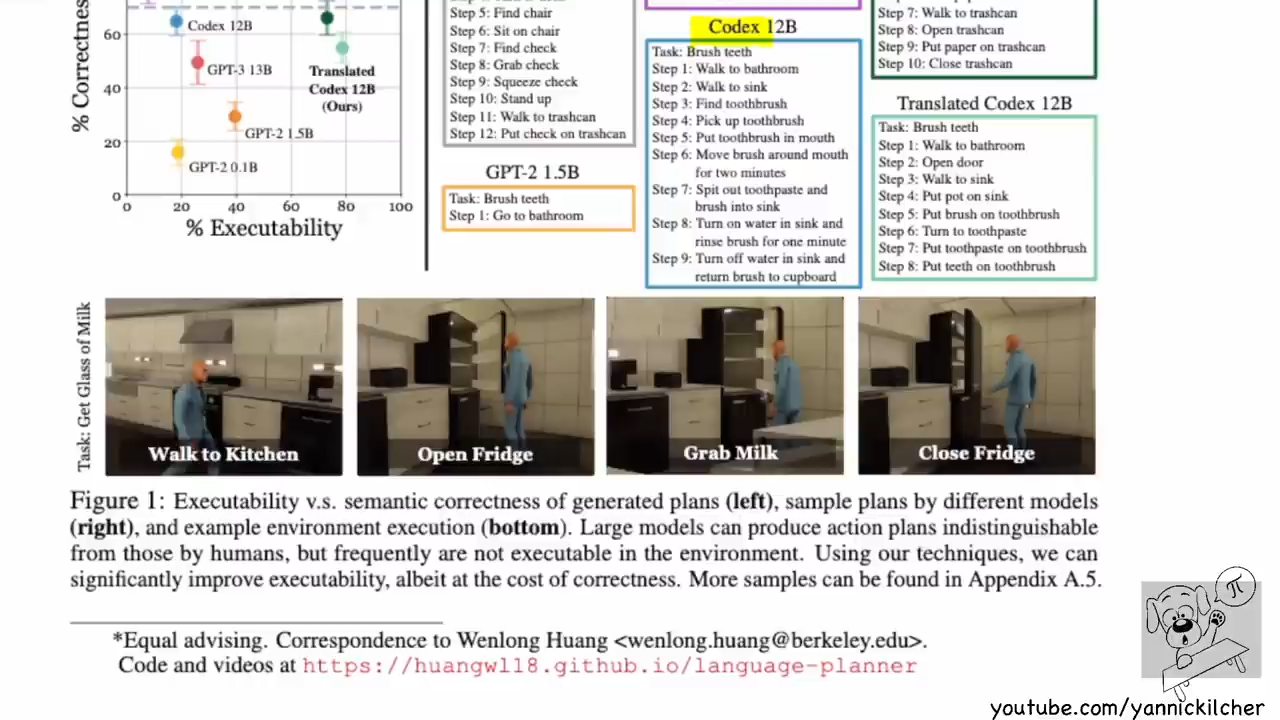 % Correctness
60
40
20
0
0
20
40
60
80
100
% Executability
Codex 12B
GPT-3 13B
GPT-2 1.5B
GPT-2 0.1B
Translated
Codex 12B
(Ours)
Step 5: Find chair
Step 6: Sit on chair
Step 7: Find check
Step 8: Grab check
Step 9: Squeeze check
Step 10: Stand up
Step 11: Walk to trashcan
Step 12: Put check on trashcan
GPT-2 1.5B
Task: Brush teeth
Step 1: Go to bathroom
Codex 12B
Task: Brush teeth
Step 1: Walk to bathroom
Step 2: Walk to sink
Step 3: Find toothbrush
Step 4: Pick up toothbrush
Step 5: Put toothbrush in mouth
Step 6: Move brush around mouth
for two minutes
Step 7: Spit out toothpaste and
brush into sink
Step 8: Turn on water in sink and
rinse brush for one minute
Step 9: Turn off water in sink and
return brush to cupboard
Step 7: Walk to trashcan
Step 8: Open trashcan
Step 9: Put paper on trashcan
Step 10: Close trashcan
Translated Codex 12B
Task: Brush teeth
Step 1: Walk to bathroom
Step 2: Open door
Step 3: Walk to sink
Step 4: Put pot on sink
Step 5: Put brush on toothbrush
Step 6: Turn to toothpaste
Step 7: Put toothpaste on toothbrush
Step 8: Put teeth on toothbrush
Task: Get Glass of Milk
Walk to Kitchen
Open Fridge
Grab Milk
Close Fridge
Figure 1: Executability v.s. semantic correctness of generated plans (left), sample plans by different models
(right), and example environment execution (bottom). Large models can produce action plans indistinguishable
from those by humans, but frequently are not executable in the environment. Using our techniques, we can
significantly improve executability, albeit at the cost of correctness. More samples can be found in Appendix A.5.
*Equal advising. Correspondence to Wenlong Huang <wenlong.huang@berkeley.edu>.
Code and videos at https://huangwl18.github.io/language-planner
π
youtube.com/yannickilcher